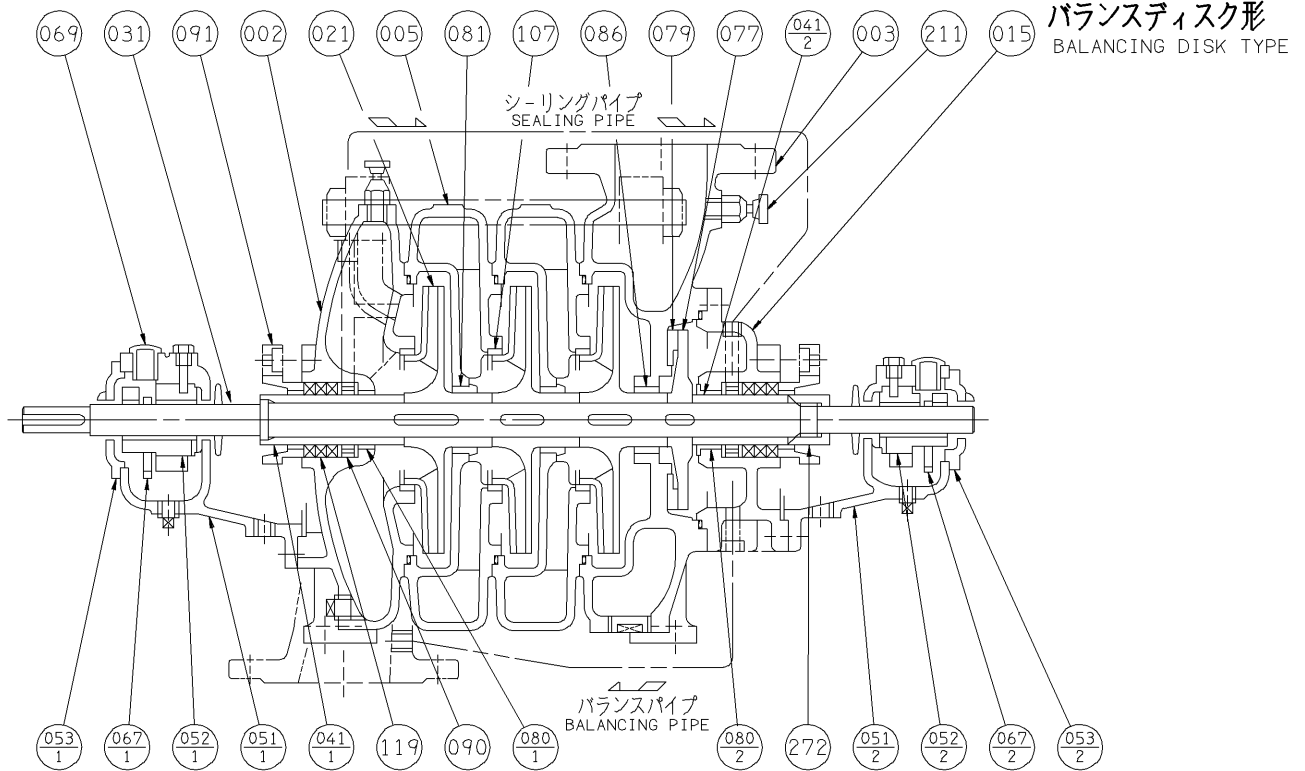 バランスディスク形
BALANCING DISK TYPE
069 031 091 002 021 005 081 107 086 079 077 041/2 003 211 015
シーリングパイプ
SEALING PIPE
バランスパイプ
BALANCING PIPE
053/1 067/1 052/1 051/1 041/1 119 090 080/1 080/2 272 051/2 052/2 067/2 053/2